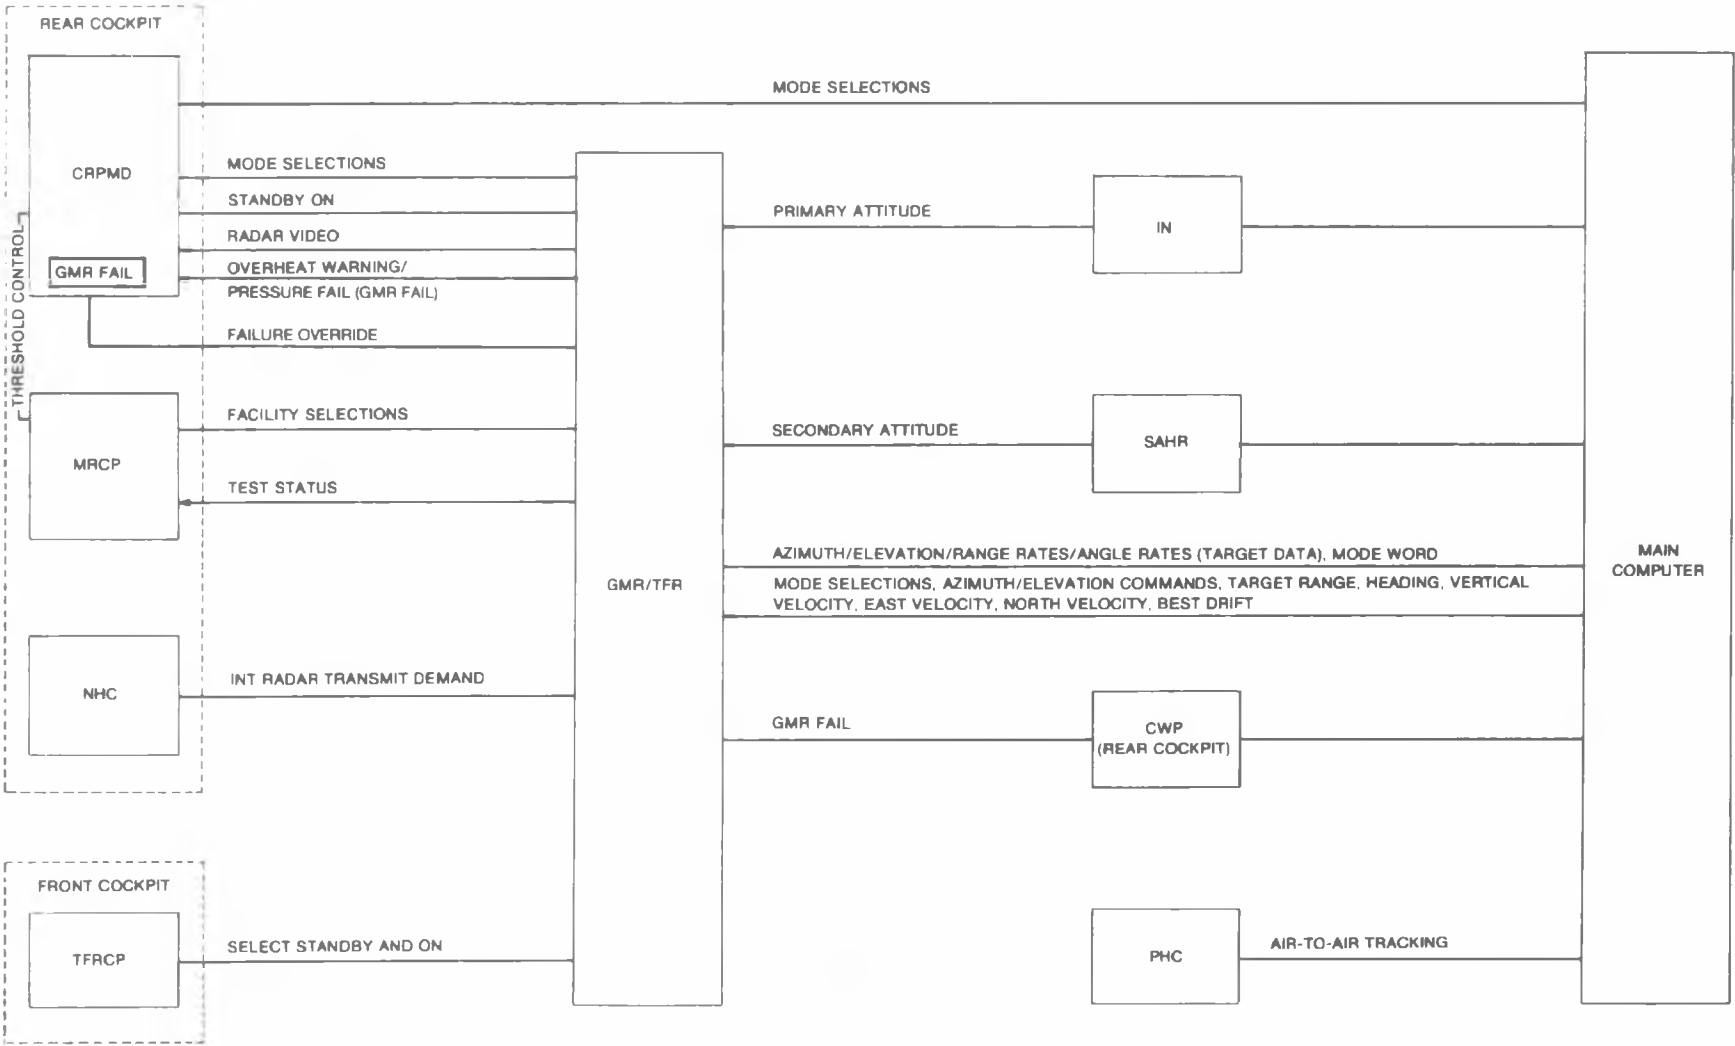 REAR COCKPIT
MODE SELECTIONS
CRPMD
MODE SELECTIONS
STANDBY ON
RADAR VIDEO
GMR FAIL
OVERHEAT WARNING/
PRESSURE FAIL (GMR FAIL)
FAILURE OVERRIDE
THRESHOLD CONTROL
MRCP
FACILITY SELECTIONS
TEST STATUS
NHC
INT RADAR TRANSMIT DEMAND
FRONT COCKPIT
TFRCP
SELECT STANDBY AND ON
GMR/TFR
PRIMARY ATTITUDE
IN
SECONDARY ATTITUDE
SAHR
AZIMUTH/ELEVATION/RANGE RATES/ANGLE RATES (TARGET DATA), MODE WORD
MODE SELECTIONS, AZIMUTH/ELEVATION COMMANDS, TARGET RANGE, HEADING, VERTICAL
VELOCITY, EAST VELOCITY, NORTH VELOCITY, BEST DRIFT
GMR FAIL
CWP
(REAR COCKPIT)
PHC
AIR-TO-AIR TRACKING
MAIN
COMPUTER